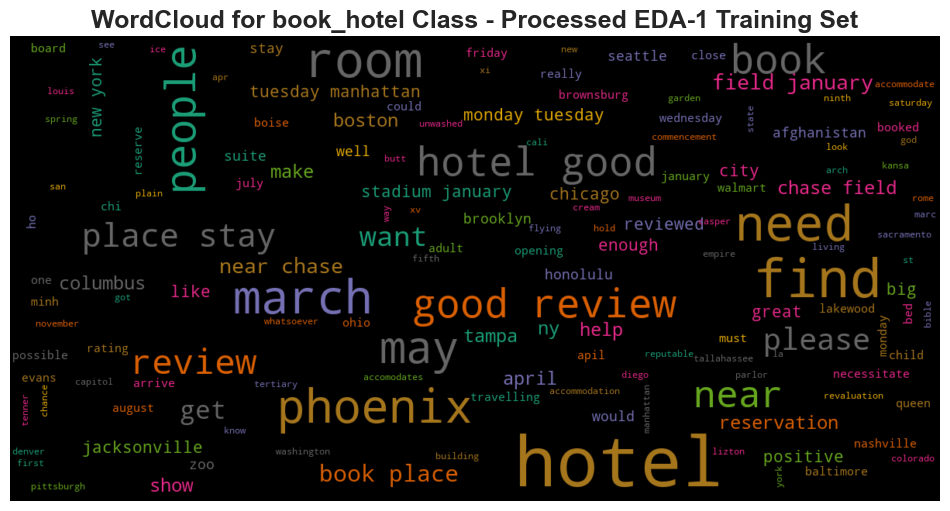 WordCloud for book_hotel Class - Processed EDA-1 Training Set
board
see
ice
people
room
friday
new
seattle
close
book
stay
apr
xi
really
louis
new york
tuesday manhattan
brownsburg
field january
accommodate
garden
ninth
saturday
spring
reserve
boise
boston
could
unwashed
monday tuesday
wednesday
state
afghanistan
booked
commencement
god
look
suite
make
well
butt
cali
hotel good
january
city
arch
kansa
san
plain
july
stadium january
chicago
museum
walmart
chase field
rome
chi
way
xv
cream
casper
marc
ho
place stay
want
brooklyn
flying
hold
reviewed
need
sacramento
adult
opening
enough
living
near chase
fifth
empire
st
one
columbus
honolulu
find
big
minh
got
like
march
good review
great
lakewood
bed
bible
november
whatsoever
ohio
tampa
ny
help
must
please
monday
possible
rating
may
apil
reputable
tallahassee
la
child
review
evans
capitol
arrive
tertiary
accomodates
april
diego
parlor
necessitate
travelling
accommodation
near
revaluation
tenner
chance
august
get
phoenix
would
manhattan
queen
know
reservation
jacksonville
denver
first
zoo
washington
building
hotel
lizton
nashville
colorado
positive
pittsburgh
show
book place
york
baltimore